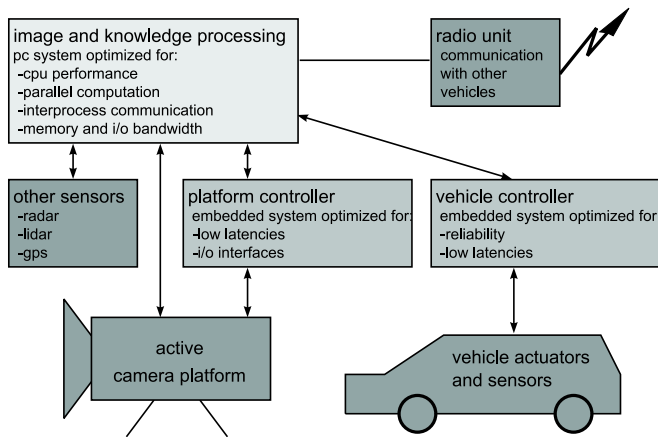 image and knowledge processing
pc system optimized for:
-cpu performance
-parallel computation
-interprocess communication
-memory and i/o bandwidth
radio unit
communication
with other
vehicles
other sensors
-radar
-lidar
-gps
platform controller
embedded system optimized for:
-low latencies
-i/o interfaces
vehicle controller
embedded system optimized for:
-reliability
-low latencies
active
camera platform
vehicle actuators
and sensors